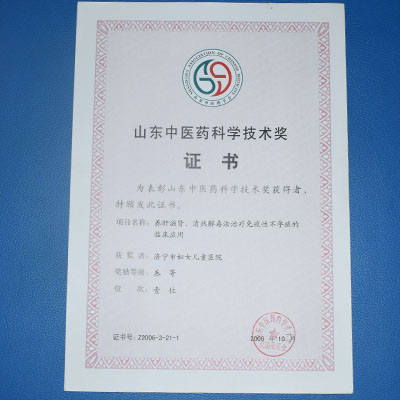 SHANDONG ASSOCIATION OF CHINESE MEDICINE
山东中医药科学技术奖
证书
为表彰山东中医药科学技术奖获得者,
特颁发此证书。
项目名称: 养肝滋肾、清热解毒法治疗免疫性不孕症的
临床应用
获奖者: 济宁市妇女儿童医院
奖励等级: 叁等
位次: 壹位
证书号: Z2006-3-21-1
2006年10月